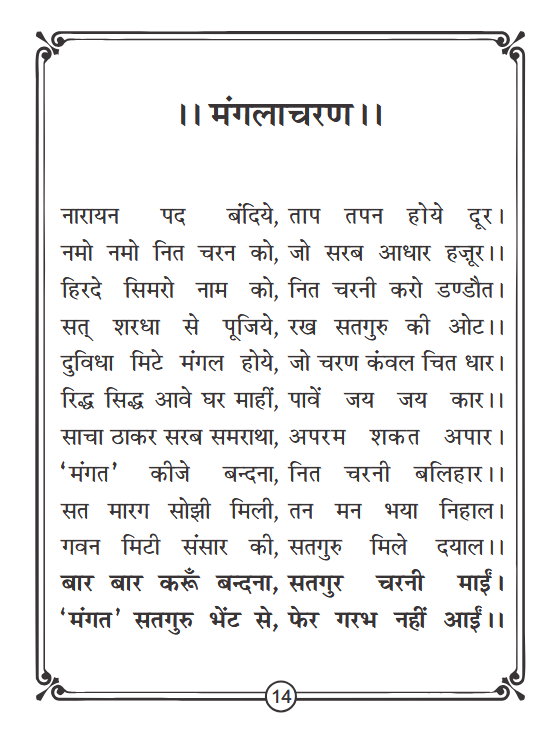 ।। मंगलाचरण।।
नारायन पद बंदिये, ताप तपन होये दूर।
नमो नमो नित चरन को, जो सरब आधार हजू़र।।
हिरदे सिमरो नाम को, नित चरनी करो डण्डौत।
सत् शरधा से पूजिये, रख सतगुरु की ओट।।
दुविधा मिटे मंगल होये, जो चरण कंवल चित धार।
रिद्ध सिद्ध आवे घर माहीं, पावें जय जय कार।।
साचा ठाकर सरब समराथा, अपरम शकत अपार।
‘मंगत’ कीजे बन्दना, नित चरनी बलिहार।।
सत मारग सोझी मिली, तन मन भया निहाल।
गवन मिटी संसार की, सतगुरु मिले दयाल।।
बार बार करूँ बन्दना, सतगुर चरनी माईं।
‘मंगत’ सतगुरु भेंट से, फेर गरभ नहीं आईं।।
14